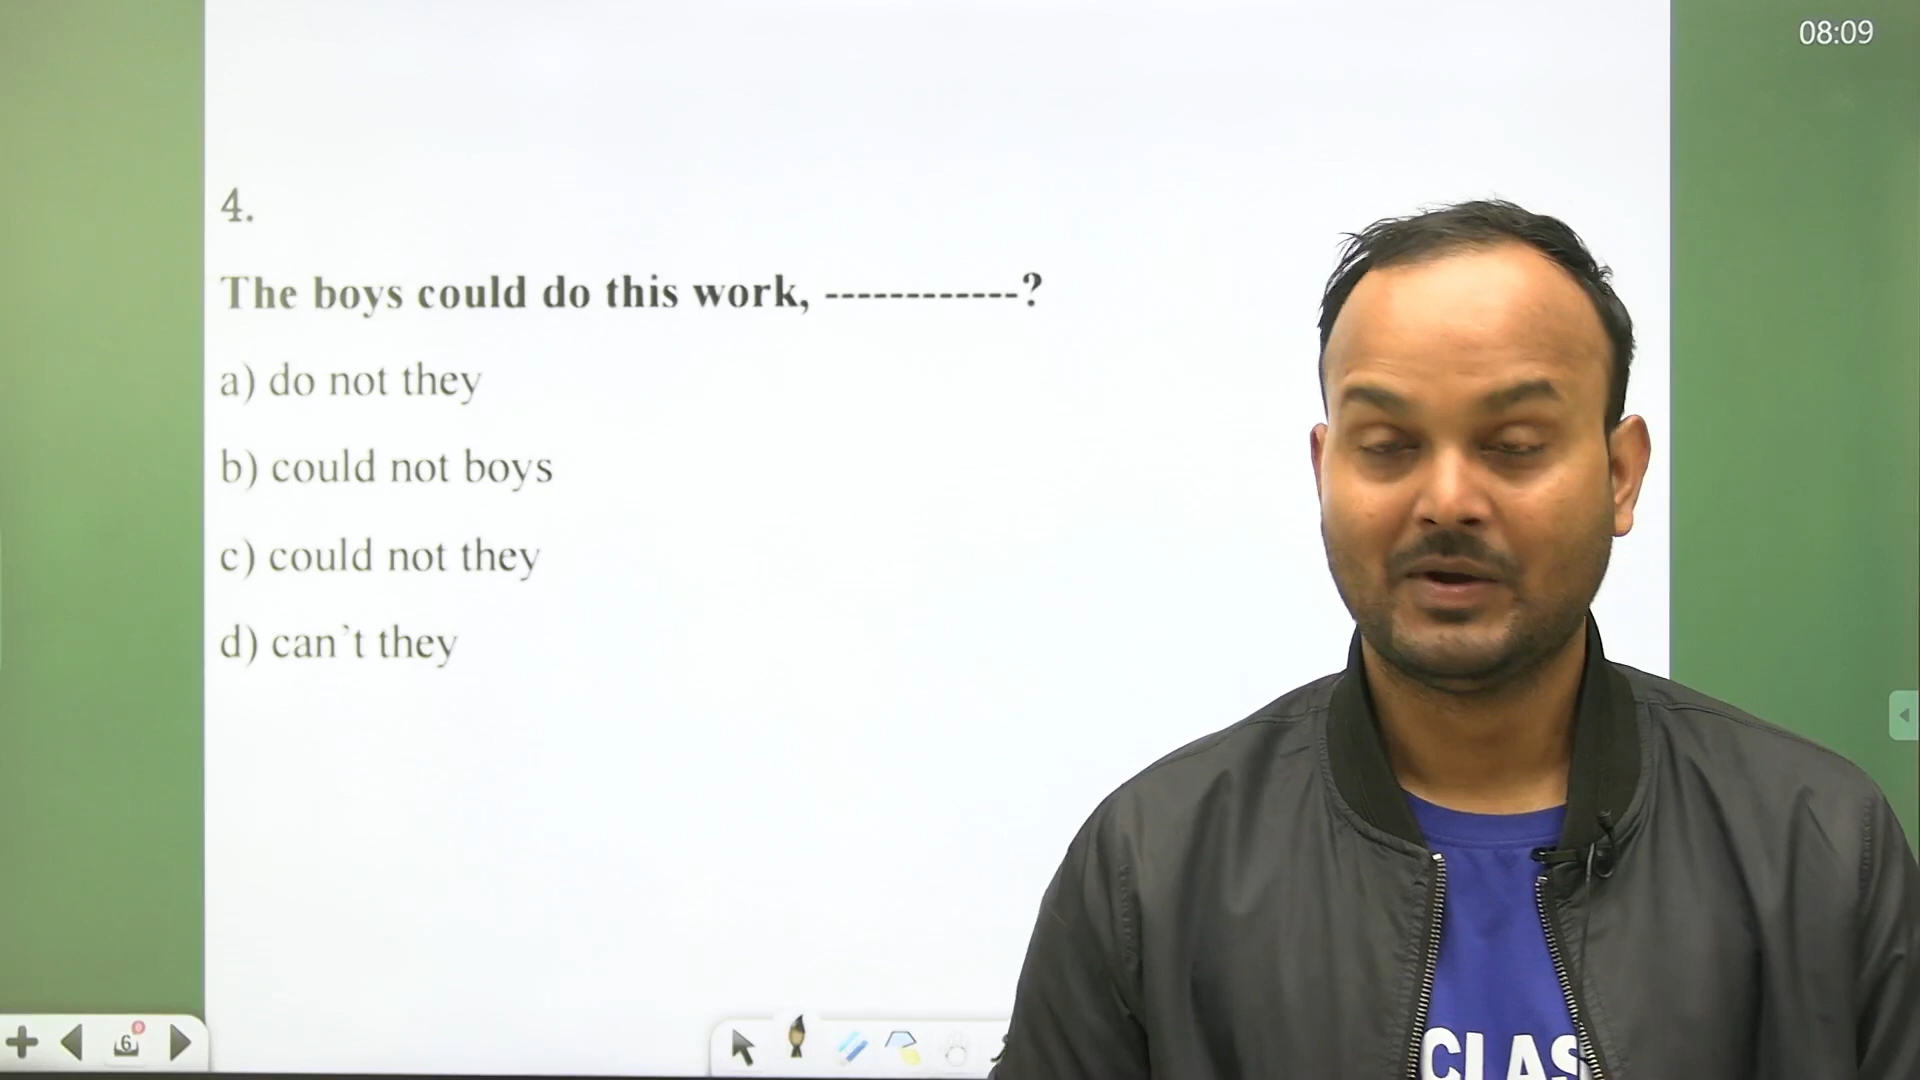 08:09
4.
The boys could do this work, ------------?
a) do not they
b) could not boys
c) could not they
d) can't they
6
CLAS